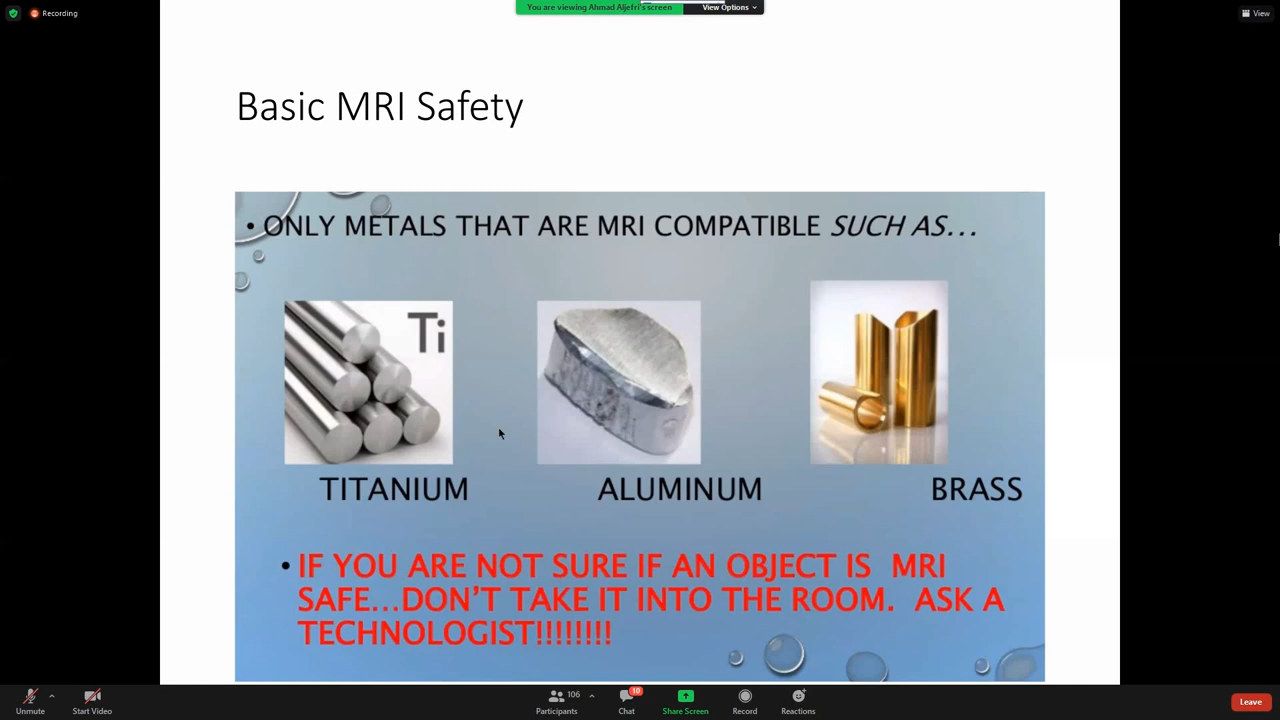 Recording
You are viewing Ahmad Aljefri's screen
View Options
View
Basic MRI Safety
• ONLY METALS THAT ARE MRI COMPATIBLE SUCH AS…
Ti
TITANIUM
ALUMINUM
BRASS
• IF YOU ARE NOT SURE IF AN OBJECT IS MRI
SAFE…DON'T TAKE IT INTO THE ROOM. ASK A
TECHNOLOGIST!!!!!!!!
Unmute
Start Video
106
Participants
10
Chat
Share Screen
Record
Reactions
Leave